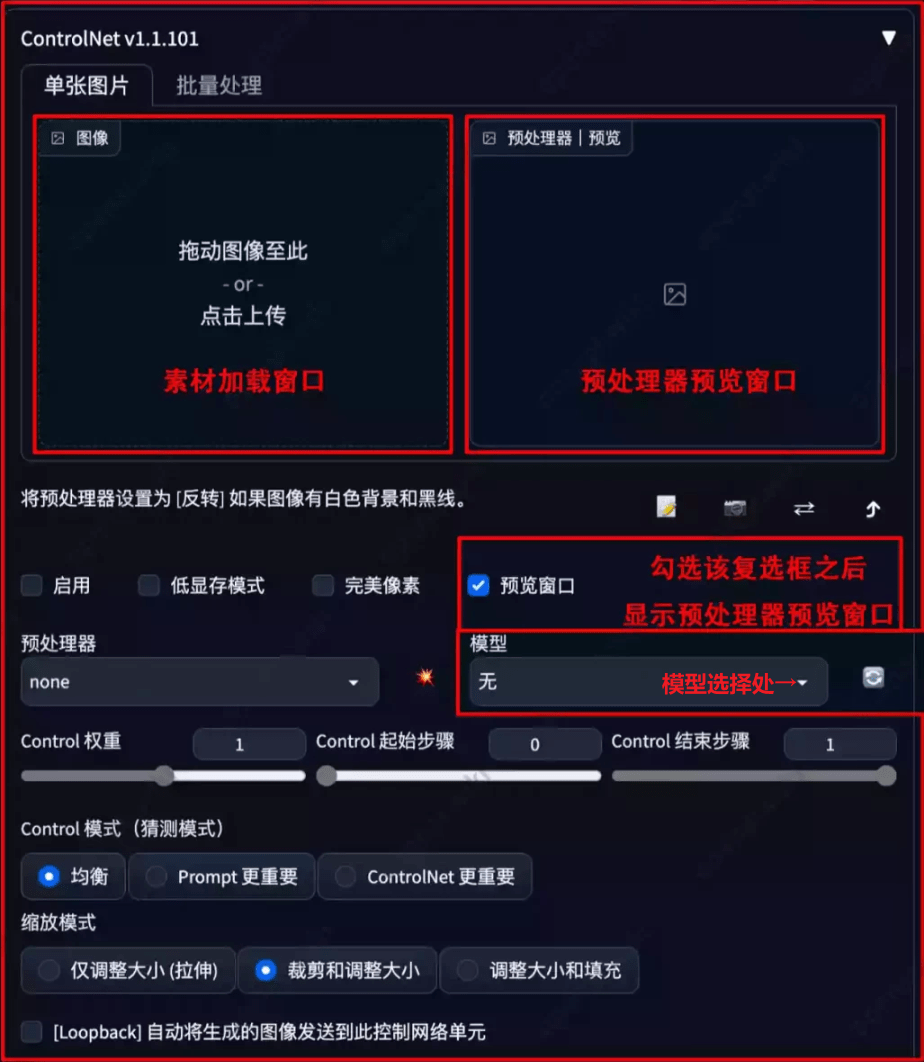 ControlNet v1.1.101
单张图片 批量处理
图像
预处理器 | 预览
拖动图像至此
- or -
点击上传
素材加载窗口
预处理器预览窗口
将预处理器设置为 [反转] 如果图像有白色背景和黑线。
启用 低显存模式 完美像素 预览窗口
勾选该复选框之后
显示预处理器预览窗口
预处理器 模型
none 无 模型选择处→
Control 权重 1 Control 起始步骤 0 Control 结束步骤 1
Control 模式（猜测模式）
均衡 Prompt 更重要 ControlNet 更重要
缩放模式
仅调整大小 (拉伸) 裁剪和调整大小 调整大小和填充
[Loopback] 自动将生成的图像发送到此控制网络单元